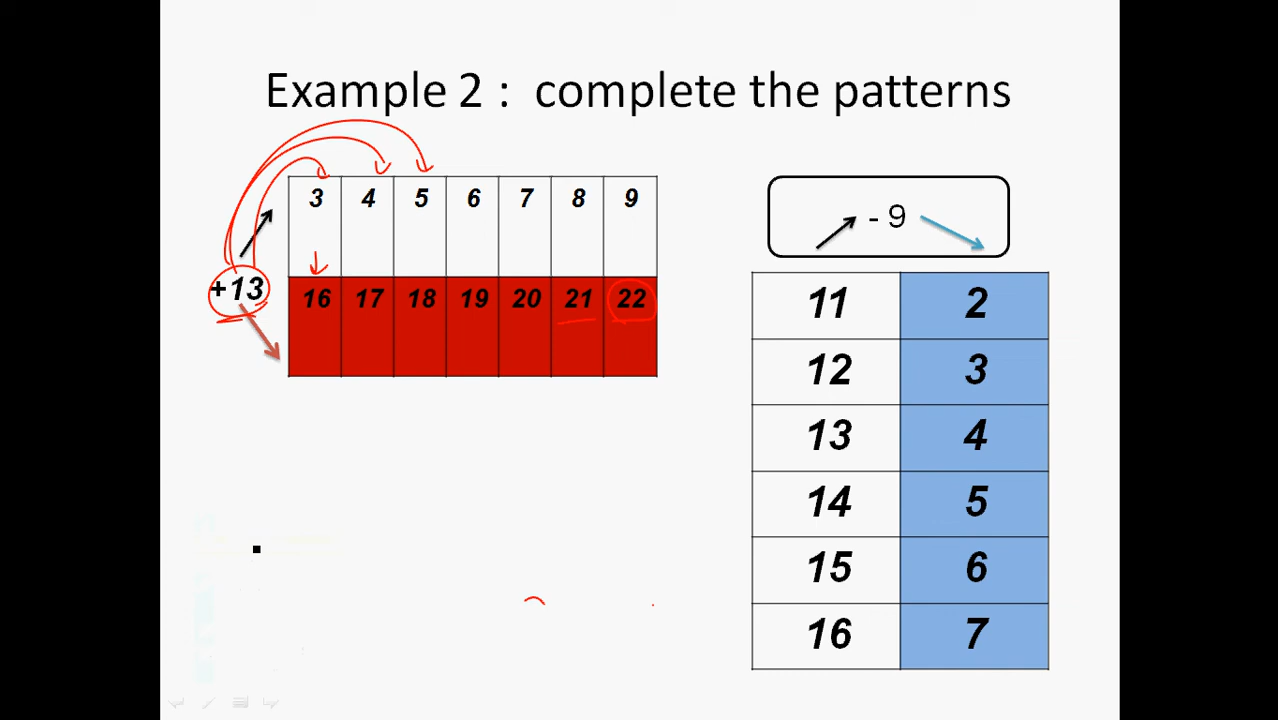 Example 2 : complete the patterns
3 4 5 6 7 8 9
+13
16 17 18 19 20 21 22
- 9
11 2
12 3
13 4
14 5
15 6
16 7